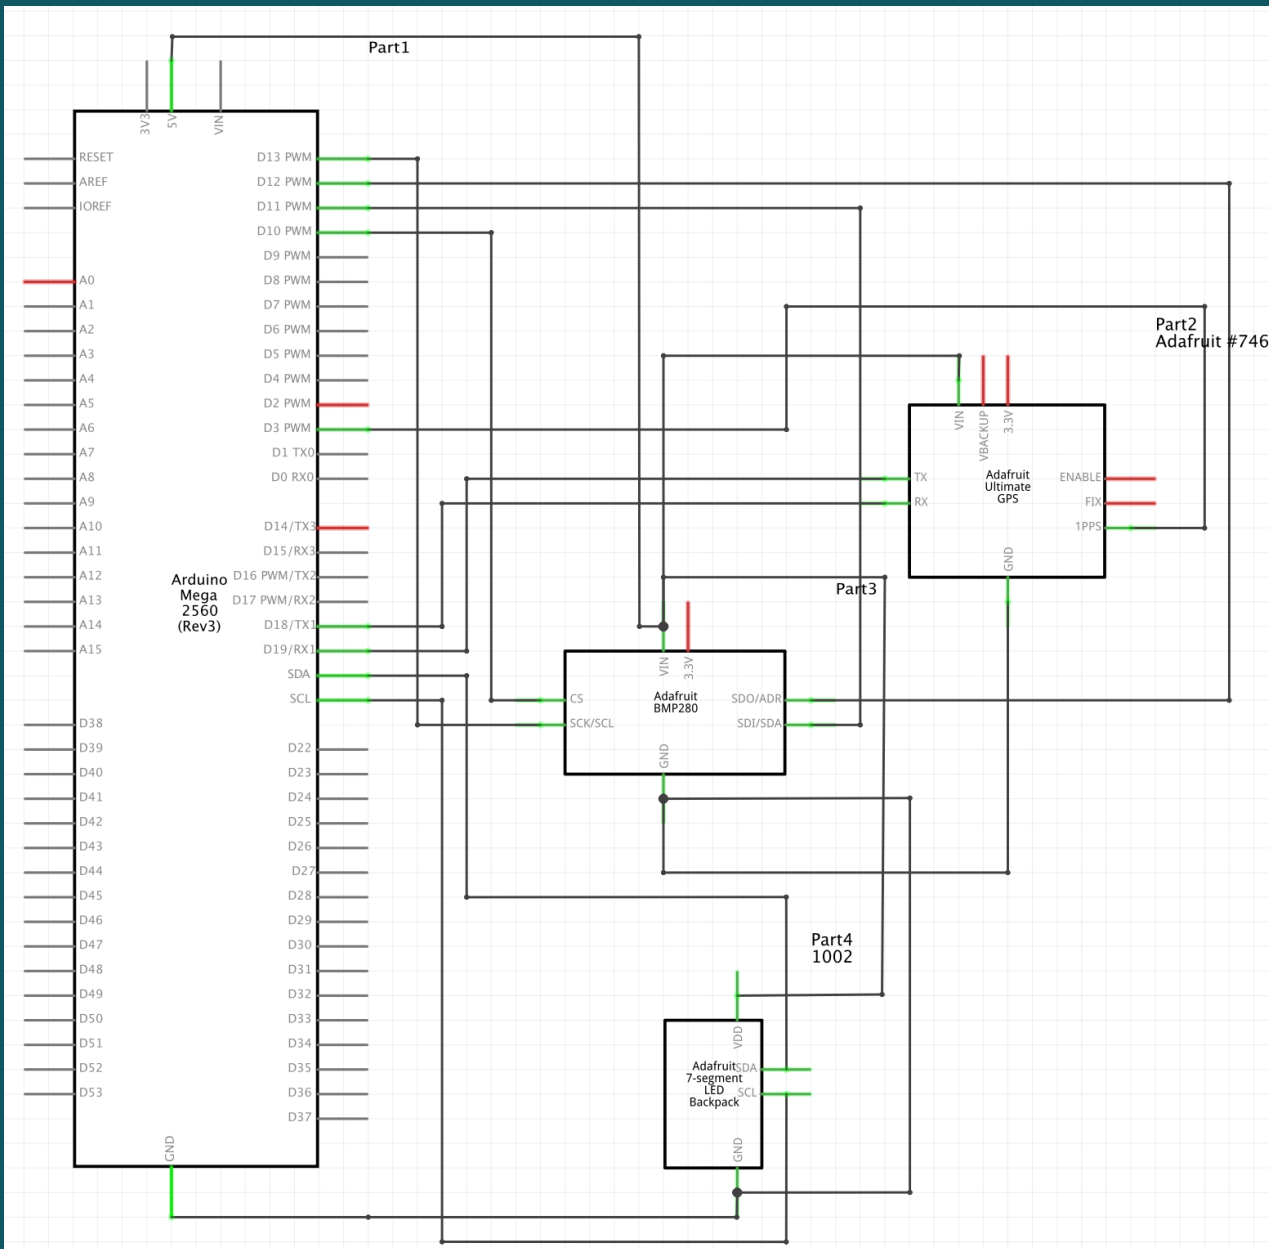 Part1
3V3
5V
VIN
RESET
AREF
IOREF
A0
A1
A2
A3
A4
A5
A6
A7
A8
A9
A10
A11
A12
A13
A14
A15
D38
D39
D40
D41
D42
D43
D44
D45
D46
D47
D48
D49
D50
D51
D52
D53
Arduino
Mega
2560
(Rev3)
D13 PWM
D12 PWM
D11 PWM
D10 PWM
D9 PWM
D8 PWM
D7 PWM
D6 PWM
D5 PWM
D4 PWM
D2 PWM
D3 PWM
D1 TX0
D0 RX0
D14/TX3
D15/RX3
D16 PWM/TX2
D17 PWM/RX2
D18/TX1
D19/RX1
SDA
SCL
D22
D23
D24
D25
D26
D27
D28
D29
D30
D31
D32
D33
D34
D35
D36
D37
GND
Part2
Adafruit #746
VIN
VBACKUP
3.3V
TX
RX
Adafruit
Ultimate
GPS
ENABLE
FIX
1PPS
GND
Part3
VIN
3.3V
CS
SCK/SCL
Adafruit
BMP280
SDO/ADR
SDI/SDA
GND
Part4
1002
VDD
Adafruit
7-segment
LED
Backpack
SDA
SCL
GND